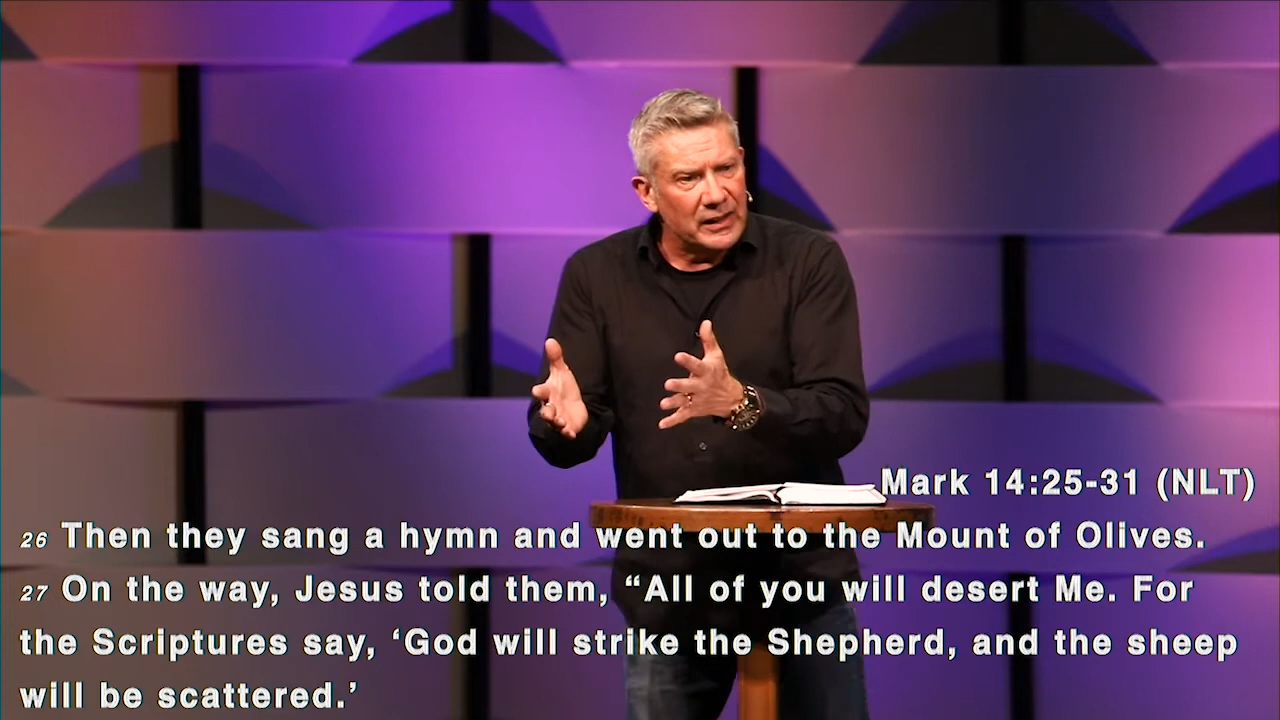 Mark 14:25-31 (NLT)
26 Then they sang a hymn and went out to the Mount of Olives.
27 On the way, Jesus told them, “All of you will desert Me. For
the Scriptures say, ‘God will strike the Shepherd, and the sheep
will be scattered.’